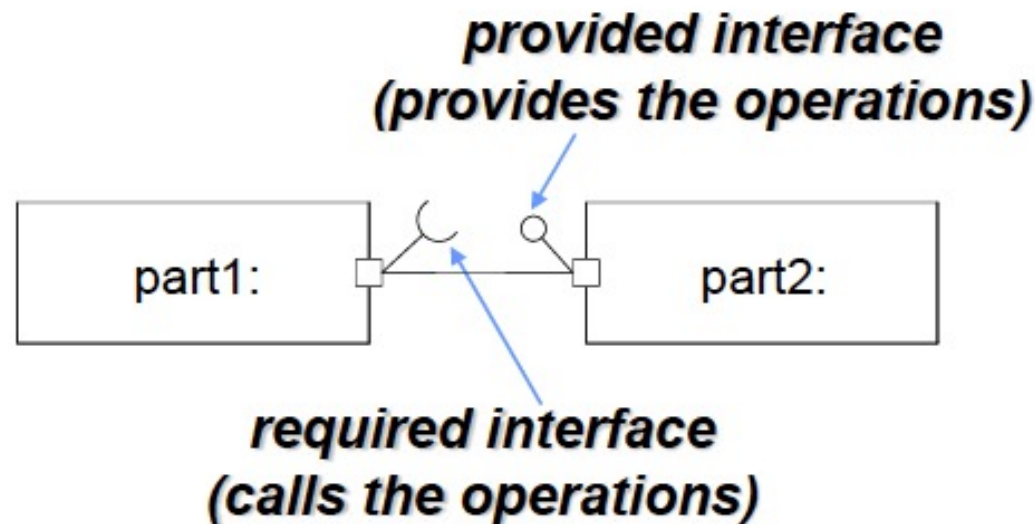 provided interface
(provides the operations)
part1:
part2:
required interface
(calls the operations)